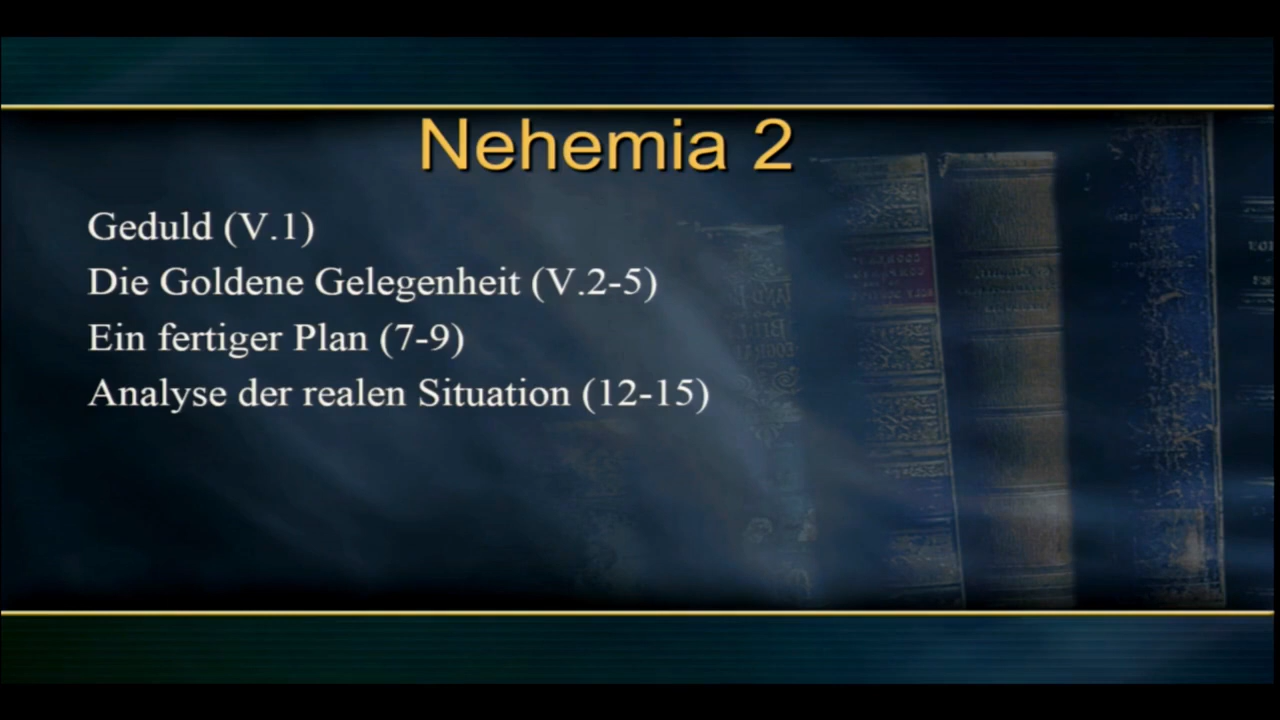 Nehemia 2
Geduld (V.1)
Die Goldene Gelegenheit (V.2-5)
Ein fertiger Plan (7-9)
Analyse der realen Situation (12-15)